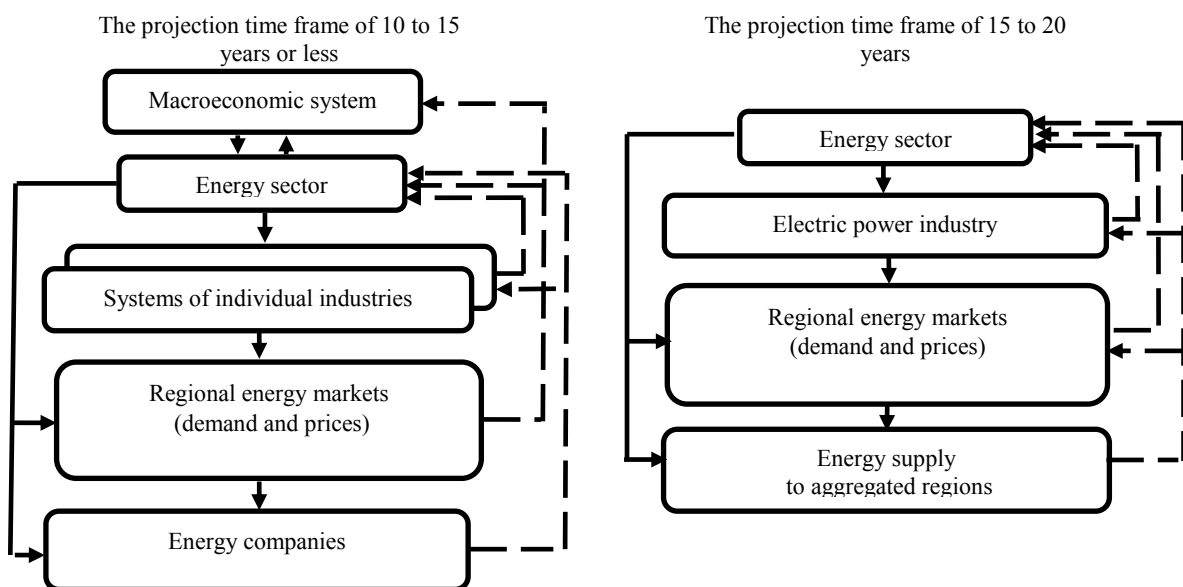 The projection time frame of 10 to 15
years or less
Macroeconomic system
Energy sector
Systems of individual industries
Regional energy markets
(demand and prices)
Energy companies
The projection time frame of 15 to 20
years
Energy sector
Electric power industry
Regional energy markets
(demand and prices)
Energy supply
to aggregated regions